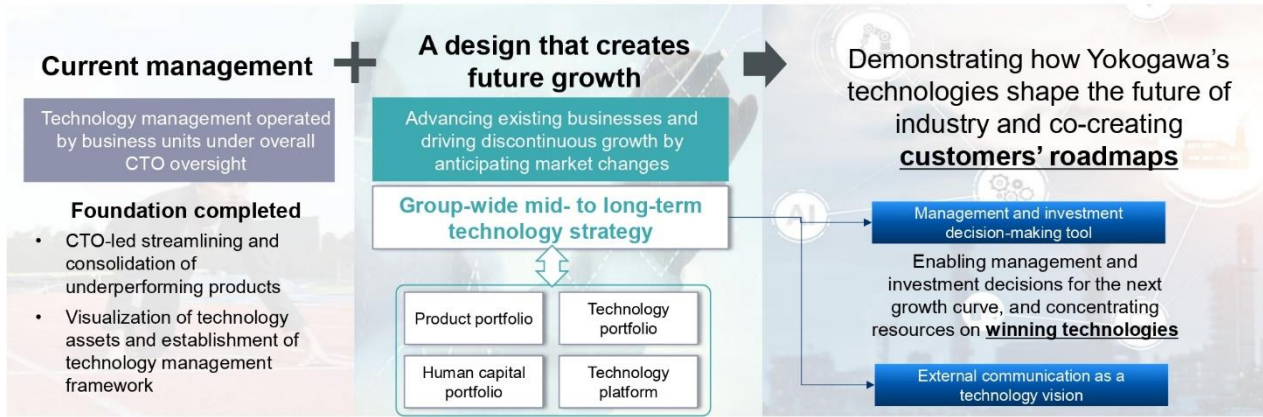 Current management
Technology management operated
by business units under overall
CTO oversight
Foundation completed
• CTO-led streamlining and
consolidation of
underperforming products
• Visualization of technology
assets and establishment of
technology management
framework
+
A design that creates
future growth
Advancing existing businesses and
driving discontinuous growth by
anticipating market changes
Group-wide mid- to long-term
technology strategy
Product portfolio
Technology
portfolio
Human capital
portfolio
Technology
platform
Demonstrating how Yokogawa’s
technologies shape the future of
industry and co-creating
customers’ roadmaps
AI
Management and investment
decision-making tool
Enabling management and
investment decisions for the next
growth curve, and concentrating
resources on winning technologies
External communication as a
technology vision